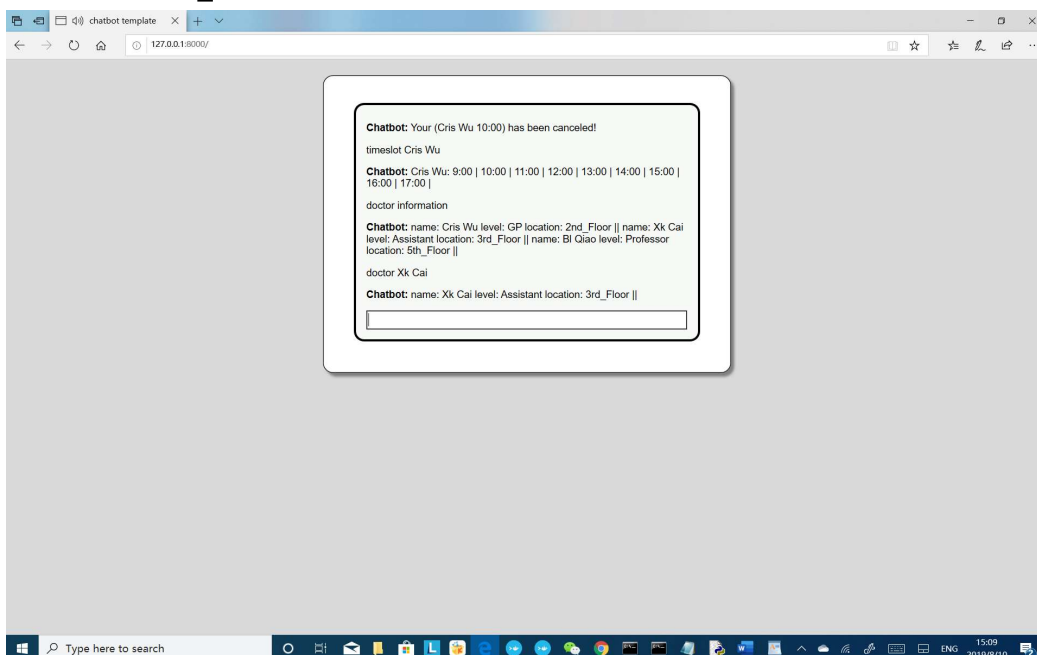 chatbot template
127.0.0.1:8000/
Chatbot: Your (Cris Wu 10:00) has been canceled!
timeslot Cris Wu
Chatbot: Cris Wu: 9:00 | 10:00 | 11:00 | 12:00 | 13:00 | 14:00 | 15:00 |
16:00 | 17:00 |
doctor information
Chatbot: name: Cris Wu level: GP location: 2nd_Floor || name: Xk Cai
level: Assistant location: 3rd_Floor || name: Bl Qiao level: Professor
location: 5th_Floor ||
doctor Xk Cai
Chatbot: name: Xk Cai level: Assistant location: 3rd_Floor ||
Type here to search
ENG
15:09
2019/8/10